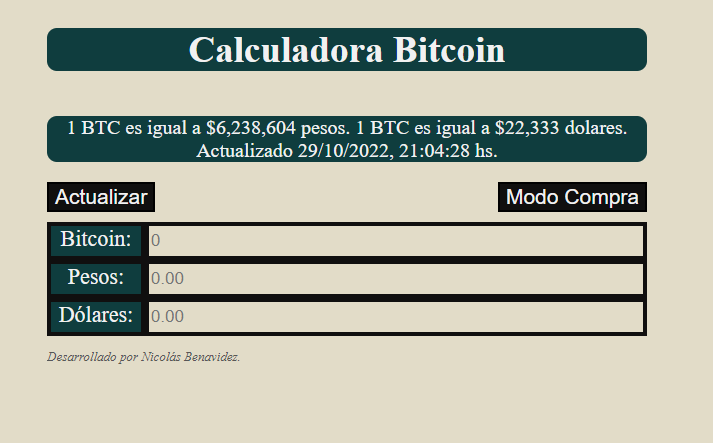 Calculadora Bitcoin
1 BTC es igual a $6,238,604 pesos. 1 BTC es igual a $22,333 dolares.
Actualizado 29/10/2022, 21:04:28 hs.
Actualizar
Modo Compra
Bitcoin: 0
Pesos: 0.00
Dólares: 0.00
Desarrollado por Nicolás Benavidez.